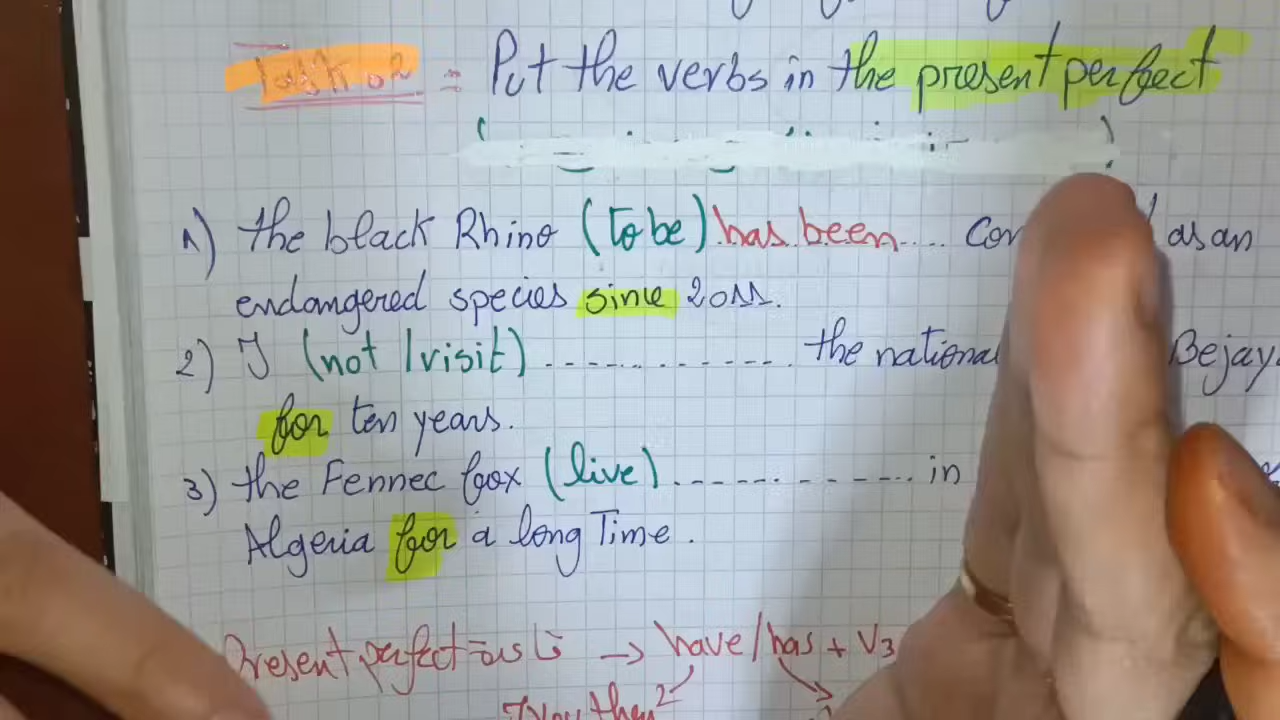 Task 02 = Put the verbs in the present perfect
1) the black Rhino (to be) has been.... as an
endangered species since 2011.
2) I (not / visit) ............. the national Bejay
for ten years.
3) the Fennec fox (live) ............ in
Algeria for a long Time.
Present perfect → have/has + V3